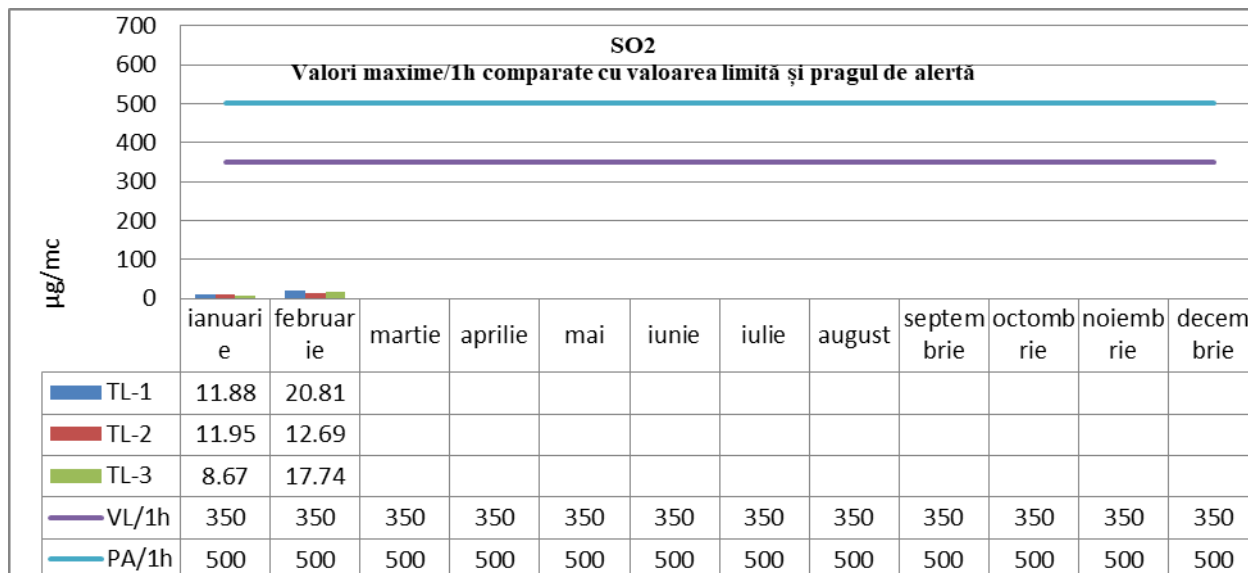 SO2
Valori maxime/1h comparate cu valoarea limită și pragul de alertă
700
600
500
400
300
200
100
0
µg/mc
ianuarie februarie martie aprilie mai iunie iulie august septembrie octombrie noiembrie decembrie
TL-1 11.88 20.81
TL-2 11.95 12.69
TL-3 8.67 17.74
VL/1h 350 350 350 350 350 350 350 350 350 350 350 350
PA/1h 500 500 500 500 500 500 500 500 500 500 500 500